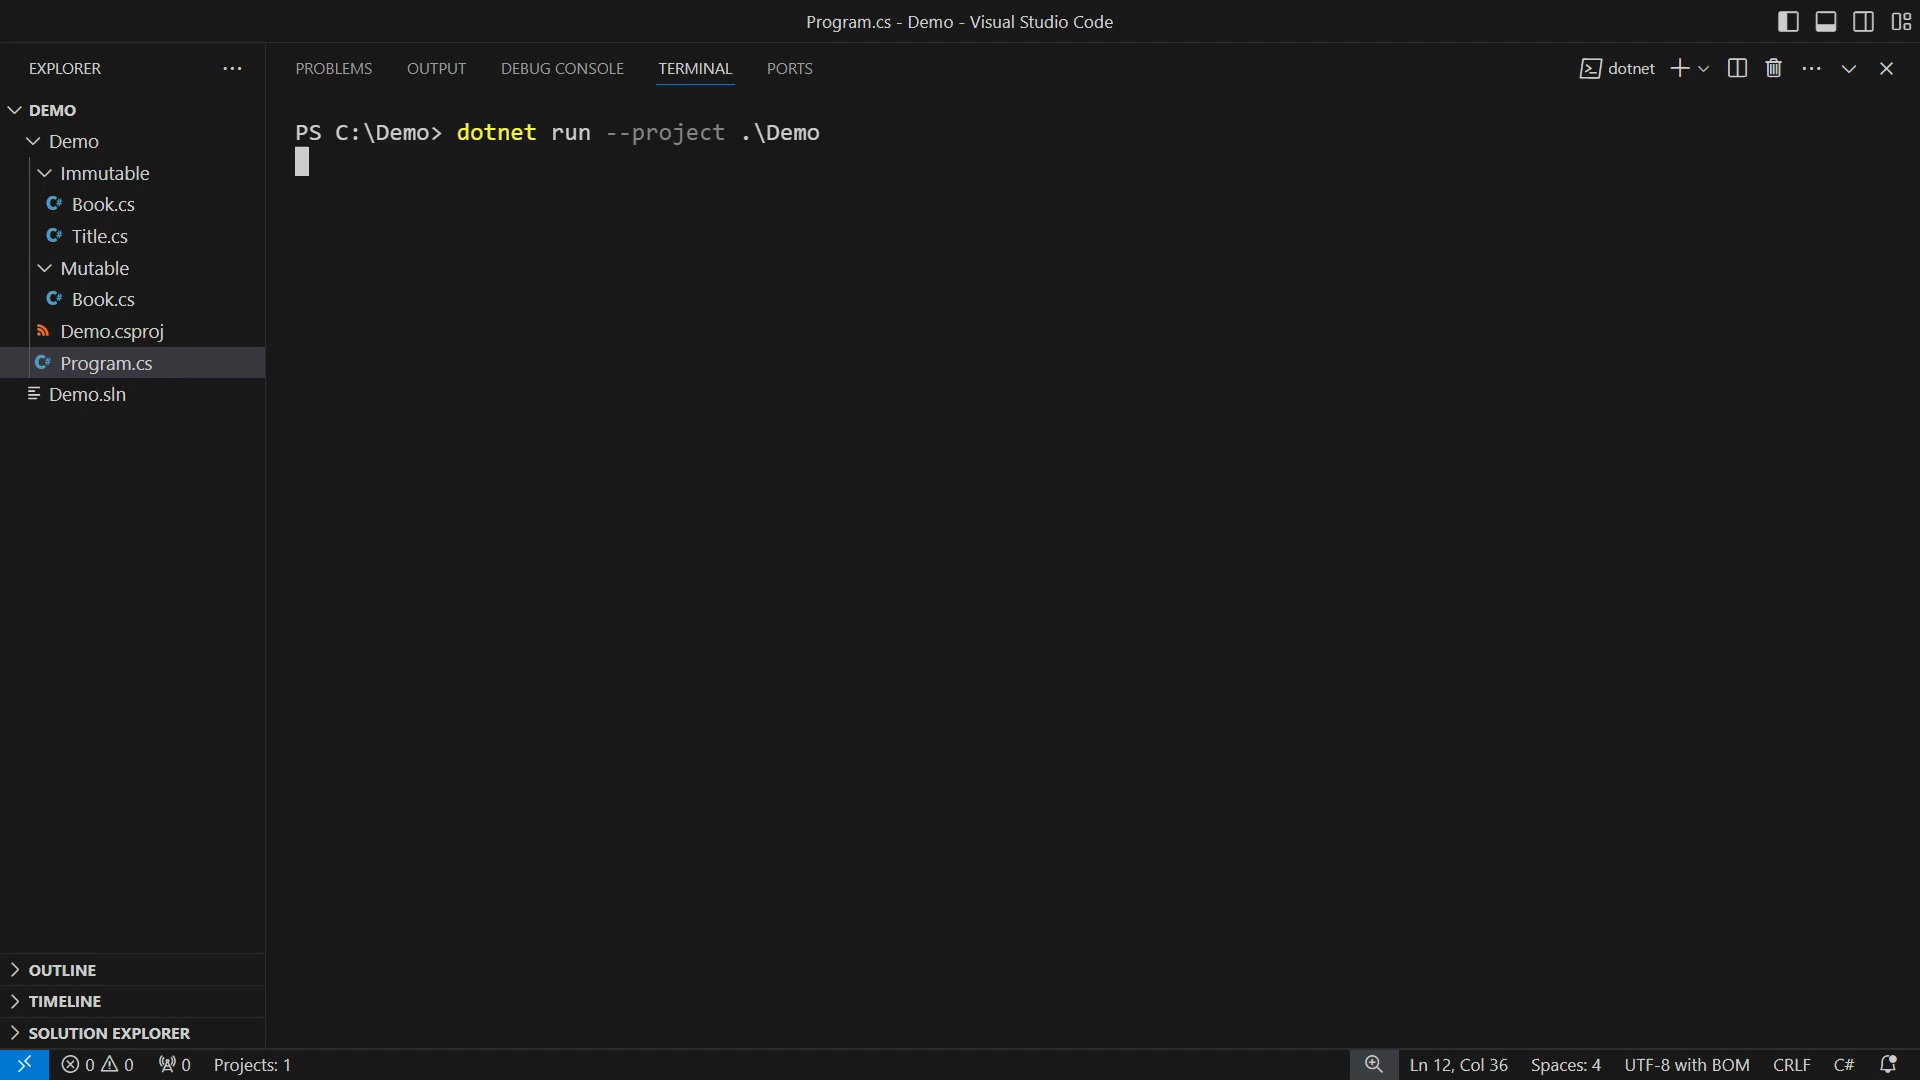 Program.cs - Demo - Visual Studio Code
EXPLORER
PROBLEMS OUTPUT DEBUG CONSOLE TERMINAL PORTS
dotnet
DEMO
Demo
Immutable
C# Book.cs
C# Title.cs
Mutable
C# Book.cs
Demo.csproj
C# Program.cs
Demo.sln
PS C:\Demo> dotnet run --project .\Demo
OUTLINE
TIMELINE
SOLUTION EXPLORER
0 0 0 Projects: 1
Ln 12, Col 36 Spaces: 4 UTF-8 with BOM CRLF C#